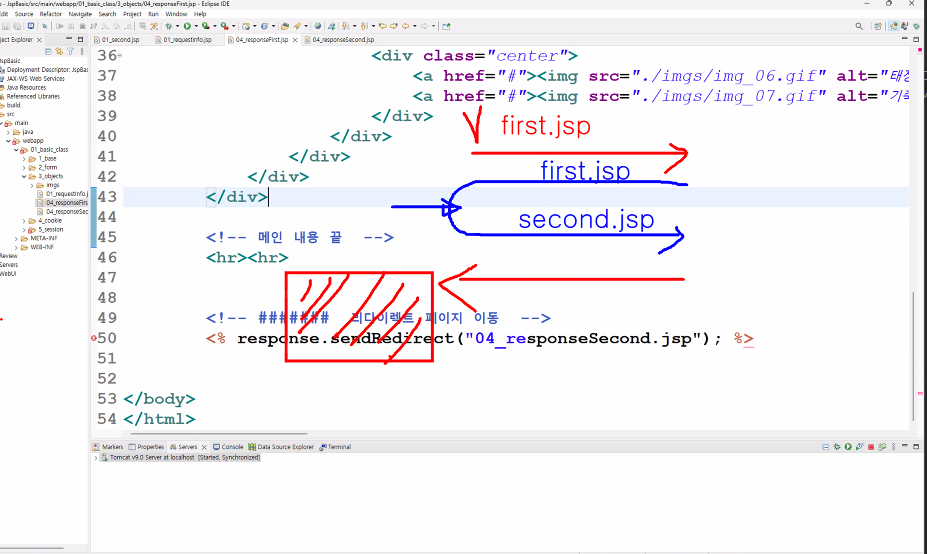 JspBasic/src/main/webapp/01_basic_class/3_objects/04_responseFirst.jsp - Eclipse IDE
Edit Source Refactor Navigate Search Project Run Window Help
ject Explorer
01_second.jsp 01_requestInfo.jsp 04_responseFirst.jsp 04_responseSecond.jsp
JspBasic
Deployment Descriptor: JspBas
JAX-WS Web Services
Java Resources
Referenced Libraries
build
src
main
java
webapp
01_basic_class
1_base
2_form
3_objects
imgs
01_requestInfo.j
04_responseFirs
04_responseSec
4_cookie
5_session
META-INF
WEB-INF
Review
Servers
WebUI
36 <div class="center">
37 <a href="#"><img src="./imgs/img_06.gif" alt="태정
38 <a href="#"><img src="./imgs/img_07.gif" alt="기록
39 </div>
40 </div>
41 </div>
42 </div>
43 </div>
44
45 <!-- 메인 내용 끝 -->
46 <hr><hr>
47
48
49 <!-- ####### 리다이렉트 페이지 이동 -->
50 <% response.sendRedirect("04_responseSecond.jsp"); %>
51
52
53 </body>
54 </html>
first.jsp
first.jsp
second.jsp
Markers Properties Servers Console Data Source Explorer Terminal
Tomcat v9.0 Server at localhost [Started, Synchronized]